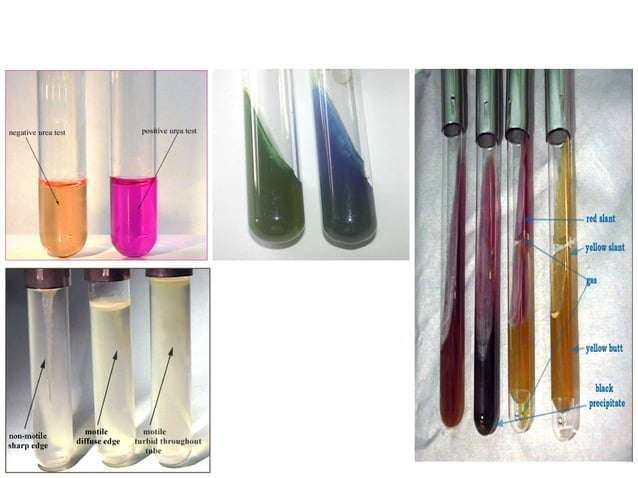 negative urea test
positive urea test
non-motile
sharp edge
motile
diffuse edge
motile
turbid throughout
tube
red slant
yellow slant
gas
yellow butt
black
precipitate